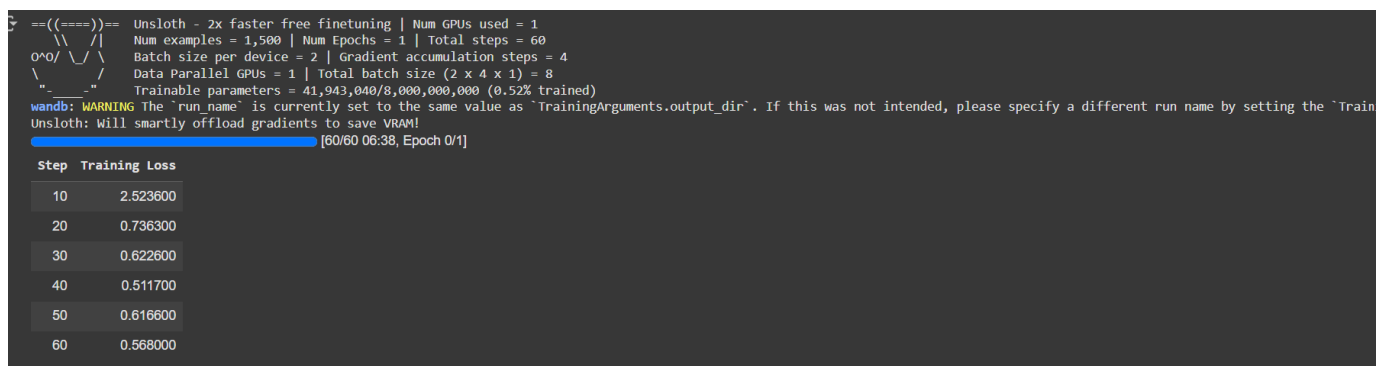 ==((====))==  Unsloth - 2x faster free finetuning | Num GPUs used = 1
   \\   /|    Num examples = 1,500 | Num Epochs = 1 | Total steps = 60
O^O/ \_/ \    Batch size per device = 2 | Gradient accumulation steps = 4
\        /    Data Parallel GPUs = 1 | Total batch size (2 x 4 x 1) = 8
 "-____-"     Trainable parameters = 41,943,040/8,000,000,000 (0.52% trained)
wandb: WARNING The `run_name` is currently set to the same value as `TrainingArguments.output_dir`. If this was not intended, please specify a different run name by setting the `Train
Unsloth: Will smartly offload gradients to save VRAM!
[60/60 06:38, Epoch 0/1]
Step Training Loss
10 2.523600
20 0.736300
30 0.622600
40 0.511700
50 0.616600
60 0.568000